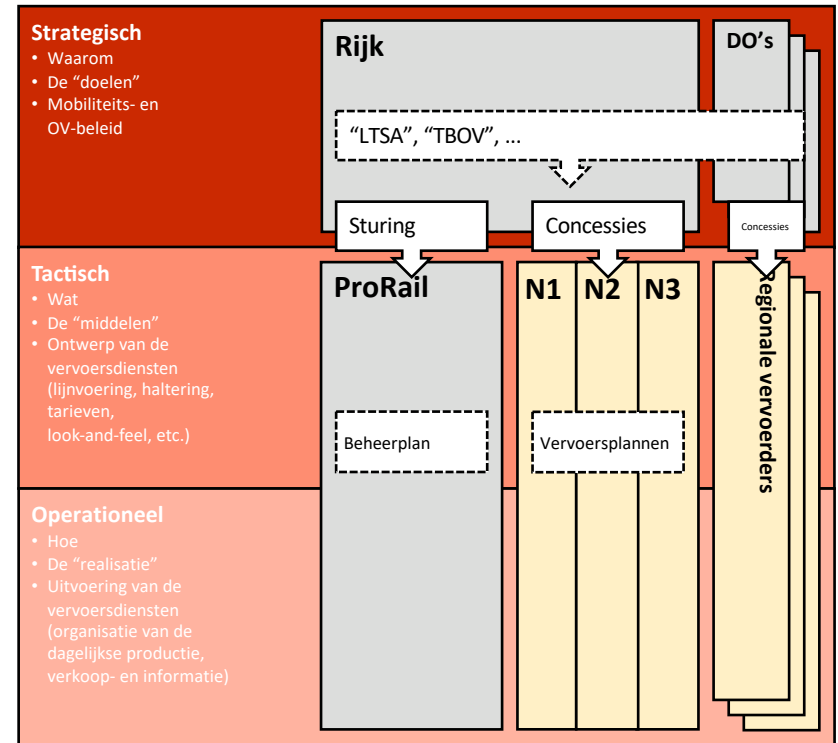 Strategisch
• Waarom
• De “doelen”
• Mobiliteits- en
OV-beleid
Rijk
DO’s
“LTSA”, “TBOV”, ...
Sturing
Concessies
Concessies
Tactisch
• Wat
• De “middelen”
• Ontwerp van de
vervoersdiensten
(lijnvoering, haltering,
tarieven,
look-and-feel, etc.)
ProRail
N1
N2
N3
Regionale vervoerders
Beheerplan
Vervoersplannen
Operationeel
• Hoe
• De “realisatie”
• Uitvoering van de
vervoersdiensten
(organisatie van de
dagelijkse productie,
verkoop- en informatie)